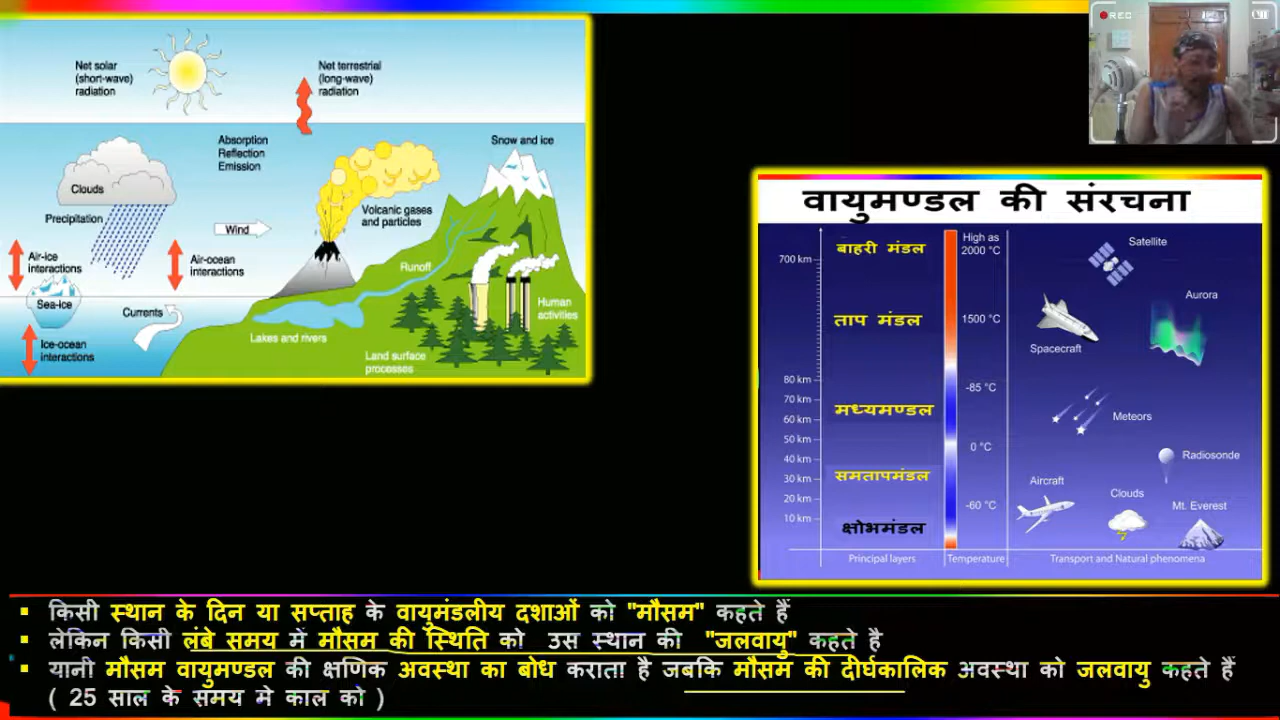 REC
Net solar
(short-wave)
radiation
Net terrestrial
(long-wave)
radiation
Absorption
Reflection
Emission
Snow and ice
Clouds
Precipitation
Volcanic gases
and particles
Wind
Air-ice
interactions
Air-ocean
interactions
Runoff
Sea-ice
Currents
Human
activities
Lakes and rivers
Ice-ocean
interactions
Land surface
processes
वायुमण्डल की संरचना
बाहरी मंडल
High as
2000 °C
Satellite
700 km
Aurora
ताप मंडल
1500 °C
Spacecraft
80 km
-85 °C
70 km
मध्यमण्डल
Meteors
60 km
50 km
0 °C
40 km
Radiosonde
30 km
समतापमंडल
Aircraft
20 km
Clouds
-60 °C
Mt. Everest
10 km
क्षोभमंडल
Principal layers
Temperature
Transport and Natural phenomena
▪ किसी स्थान के दिन या सप्ताह के वायुमंडलीय दशाओं को "मौसम" कहते हैं
▪ लेकिन किसी लंबे समय में मौसम की स्थिति को उस स्थान की "जलवायु" कहते है
▪ यानी मौसम वायुमण्डल की क्षणिक अवस्था का बोध कराता है जबकि मौसम की दीर्घकालिक अवस्था को जलवायु कहते हैं
( 25 साल के समय मे काल को )